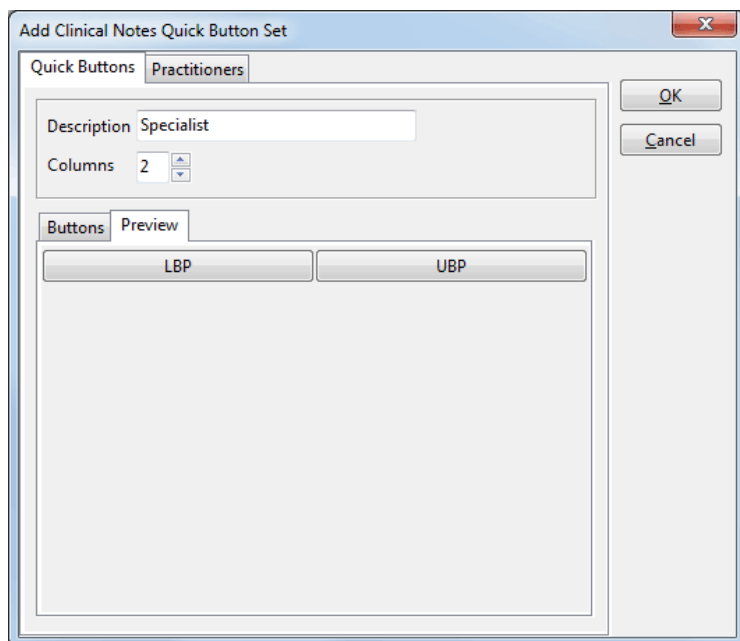 Add Clinical Notes Quick Button Set
Quick Buttons Practitioners
OK
Description Specialist
Cancel
Columns 2
Buttons Preview
LBP UBP